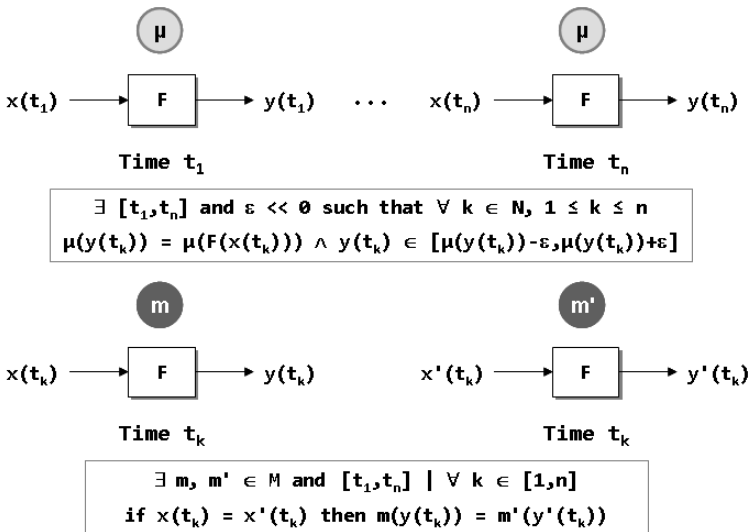 μ μ
x(t₁) F y(t₁) ... x(tₙ) F y(tₙ)
Time t₁ Time tₙ
∃ [t₁,tₙ] and ε << 0 such that ∀ k ∈ N, 1 ≤ k ≤ n
μ(y(tₖ)) = μ(F(x(tₖ))) ∧ y(tₖ) ∈ [μ(y(tₖ))-ε,μ(y(tₖ))+ε]
m m'
x(tₖ) F y(tₖ) x'(tₖ) F y'(tₖ)
Time tₖ Time tₖ
∃ m, m' ∈ M and [t₁,tₙ] | ∀ k ∈ [1,n]
if x(tₖ) = x'(tₖ) then m(y(tₖ)) = m'(y'(tₖ))